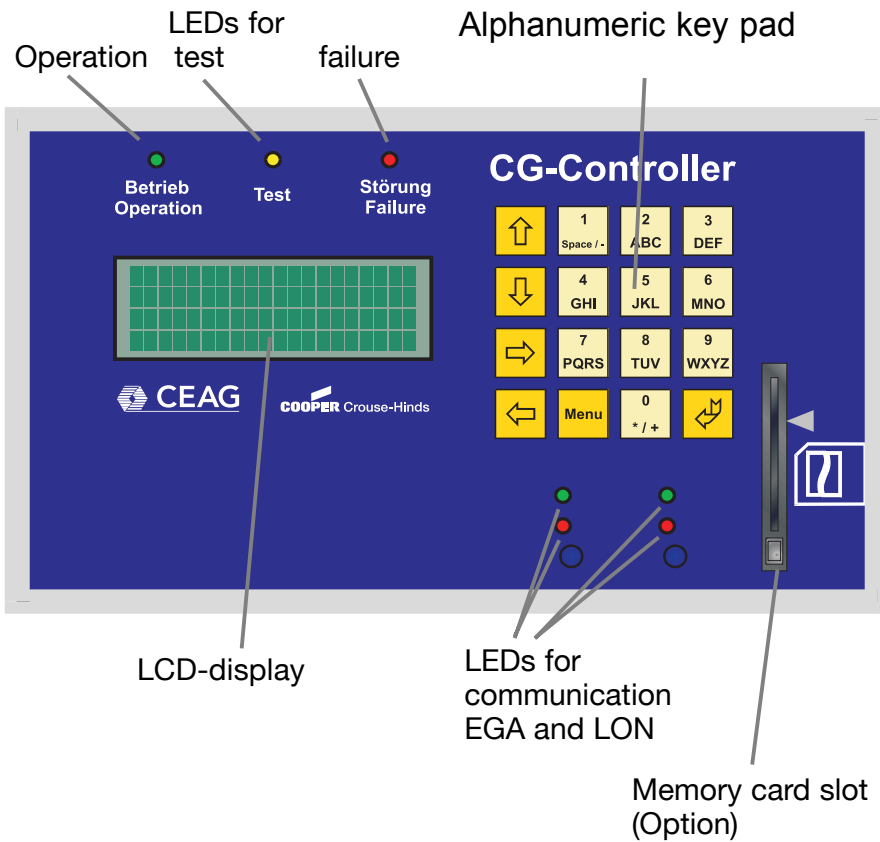 LEDs for
Alphanumeric key pad
Operation test failure
CG-Controller
Betrieb
Operation
Test
Störung
Failure
1
Space / -
2
ABC
3
DEF
4
GHI
5
JKL
6
MNO
7
PQRS
8
TUV
9
WXYZ
Menu
0
* / +
CEAG
COOPER Crouse-Hinds
LCD-display
LEDs for
communication
EGA and LON
Memory card slot
(Option)